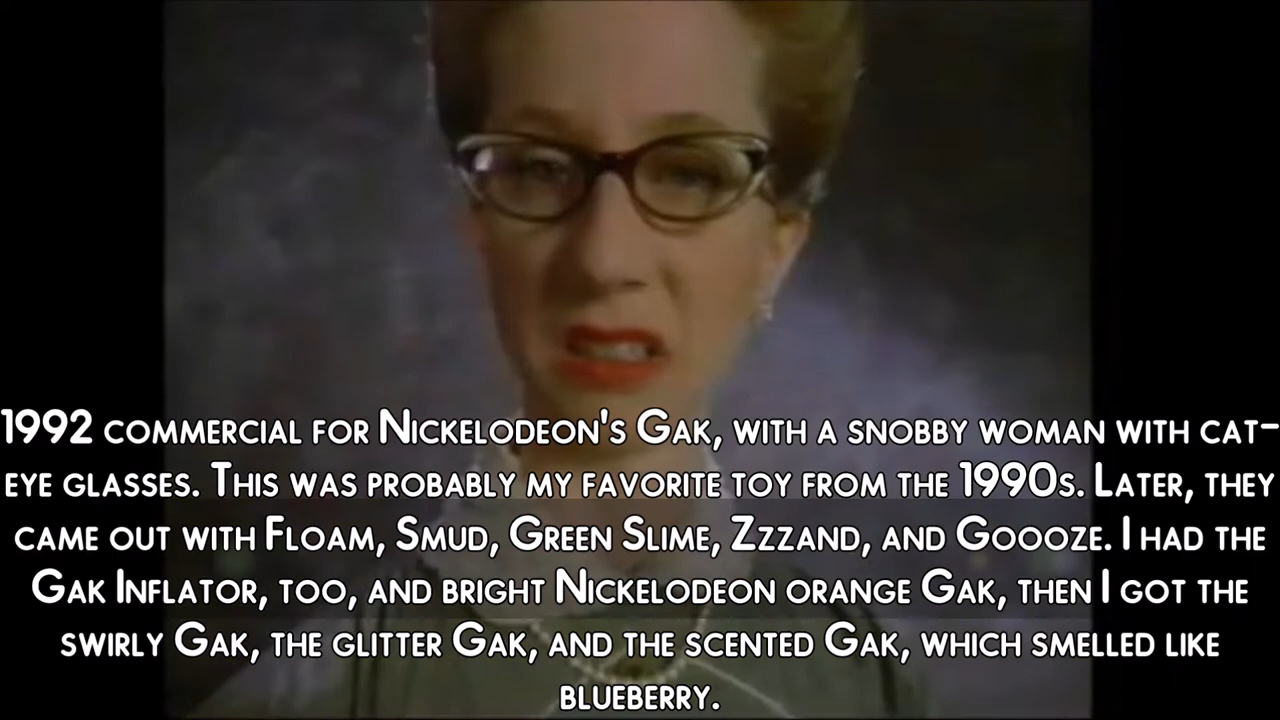 1992 commercial for Nickelodeon's Gak, with a snobby woman with cat-
eye glasses. This was probably my favorite toy from the 1990s. Later, they
came out with Floam, Smud, Green Slime, Zzzand, and Goooze. I had the
Gak Inflator, too, and bright Nickelodeon orange Gak, then I got the
swirly Gak, the glitter Gak, and the scented Gak, which smelled like
blueberry.